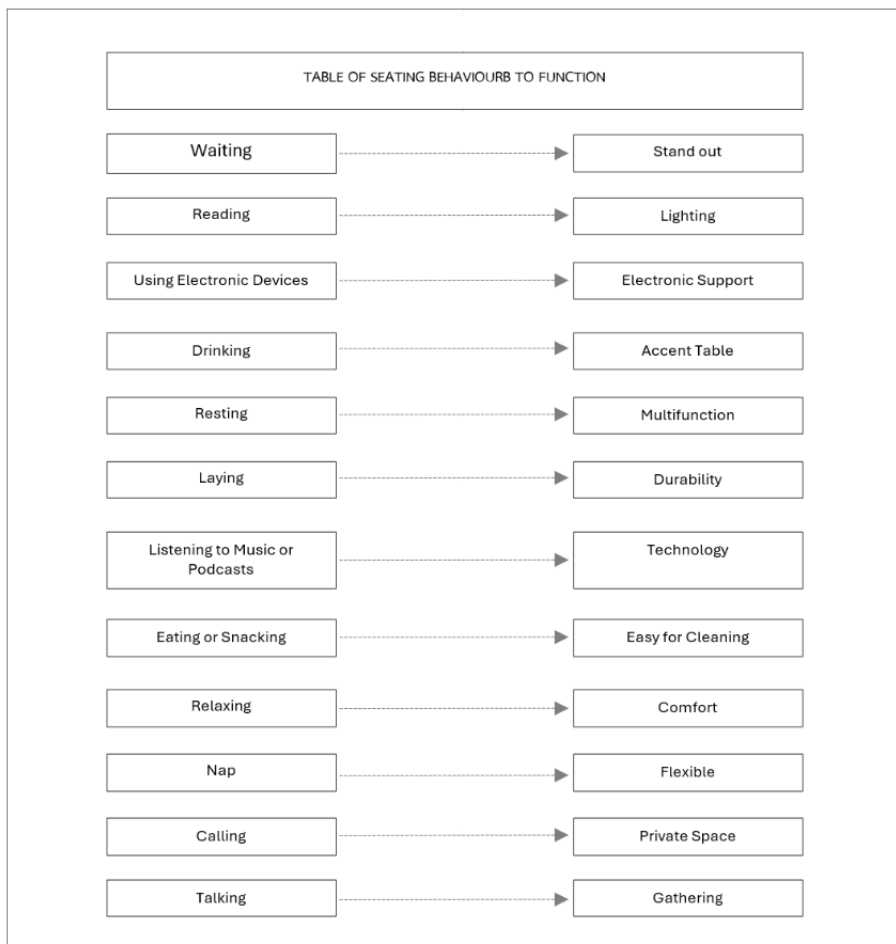 TABLE OF SEATING BEHAVIOURB TO FUNCTION
Waiting
Stand out
Reading
Lighting
Using Electronic Devices
Electronic Support
Drinking
Accent Table
Resting
Multifunction
Laying
Durability
Listening to Music or
Podcasts
Technology
Eating or Snacking
Easy for Cleaning
Relaxing
Comfort
Nap
Flexible
Calling
Private Space
Talking
Gathering